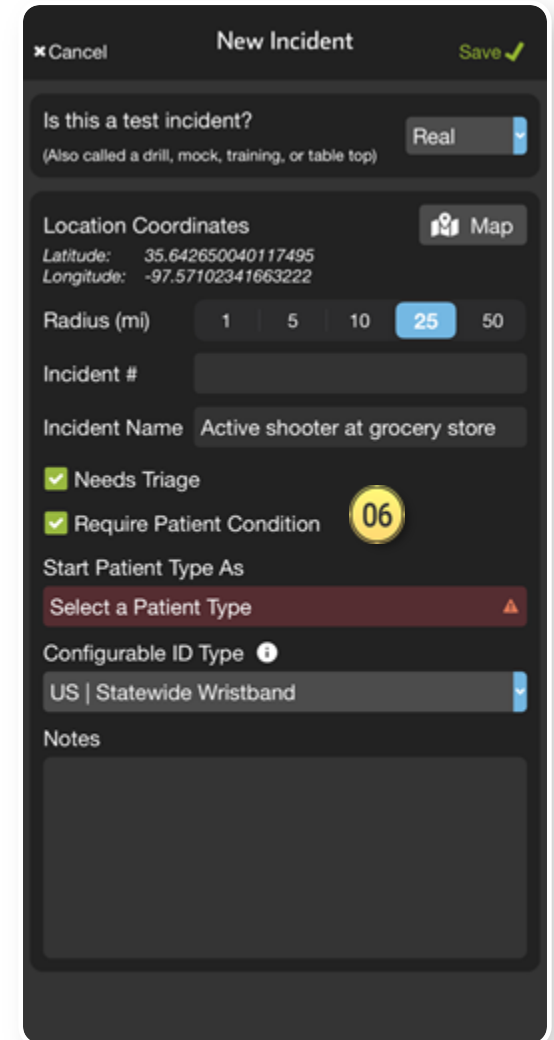 Cancel New Incident Save
Is this a test incident?
(Also called a drill, mock, training, or table top)
Real
Location Coordinates
Map
Latitude: 35.642650040117495
Longitude: -97.57102341663222
Radius (mi) 1 5 10 25 50
Incident #
Incident Name Active shooter at grocery store
Needs Triage
Require Patient Condition
06
Start Patient Type As
Select a Patient Type
Configurable ID Type
US | Statewide Wristband
Notes